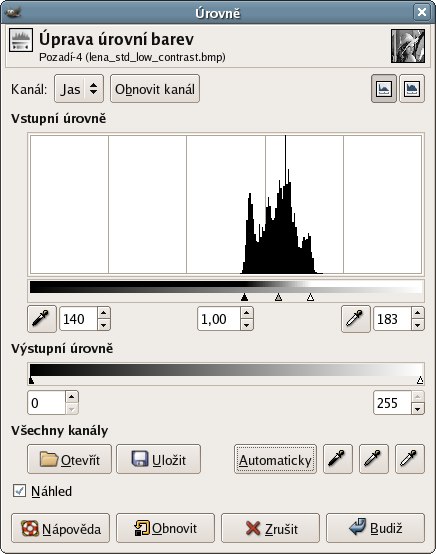 Úrovně
Úprava úrovní barev
Pozadí-4 (lena_std_low_contrast.bmp)
Kanál: Jas Obnovit kanál
Vstupní úrovně
140 1,00 183
Výstupní úrovně
0 255
Všechny kanály
Otevřít Uložit Automaticky
Náhled
Nápověda Obnovit Zrušit Budiž